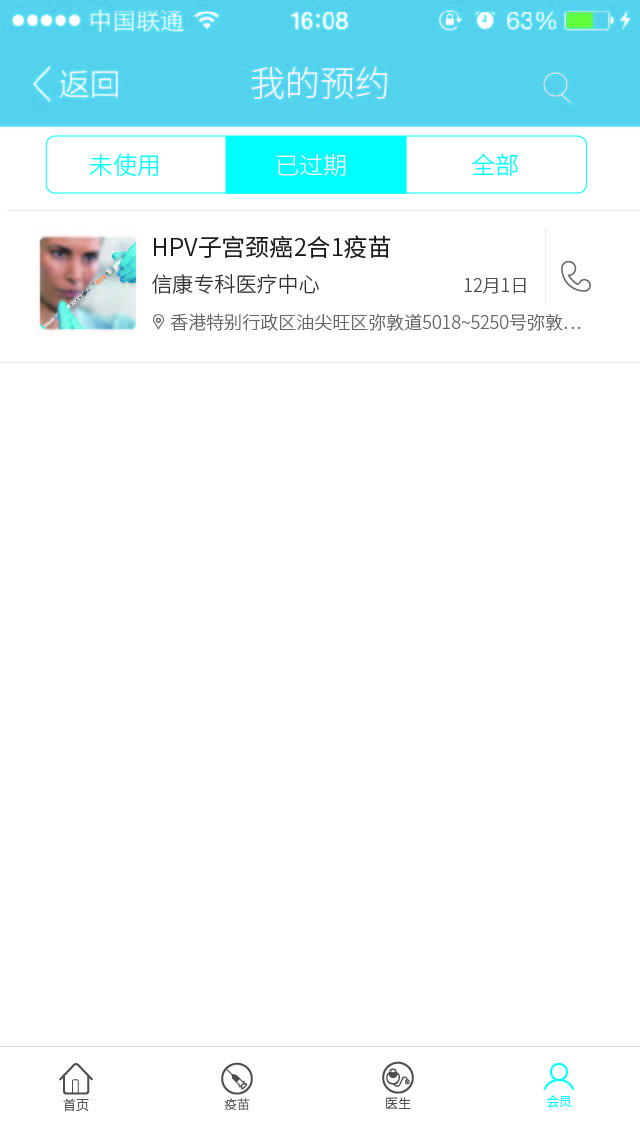 中国联通 16:08 63%
返回 我的预约
未使用 已过期 全部
HPV子宫颈癌2合1疫苗
信康专科医疗中心 12月1日
香港特别行政区油尖旺区弥敦道5018~5250号弥敦...
首页 疫苗 医生 会员